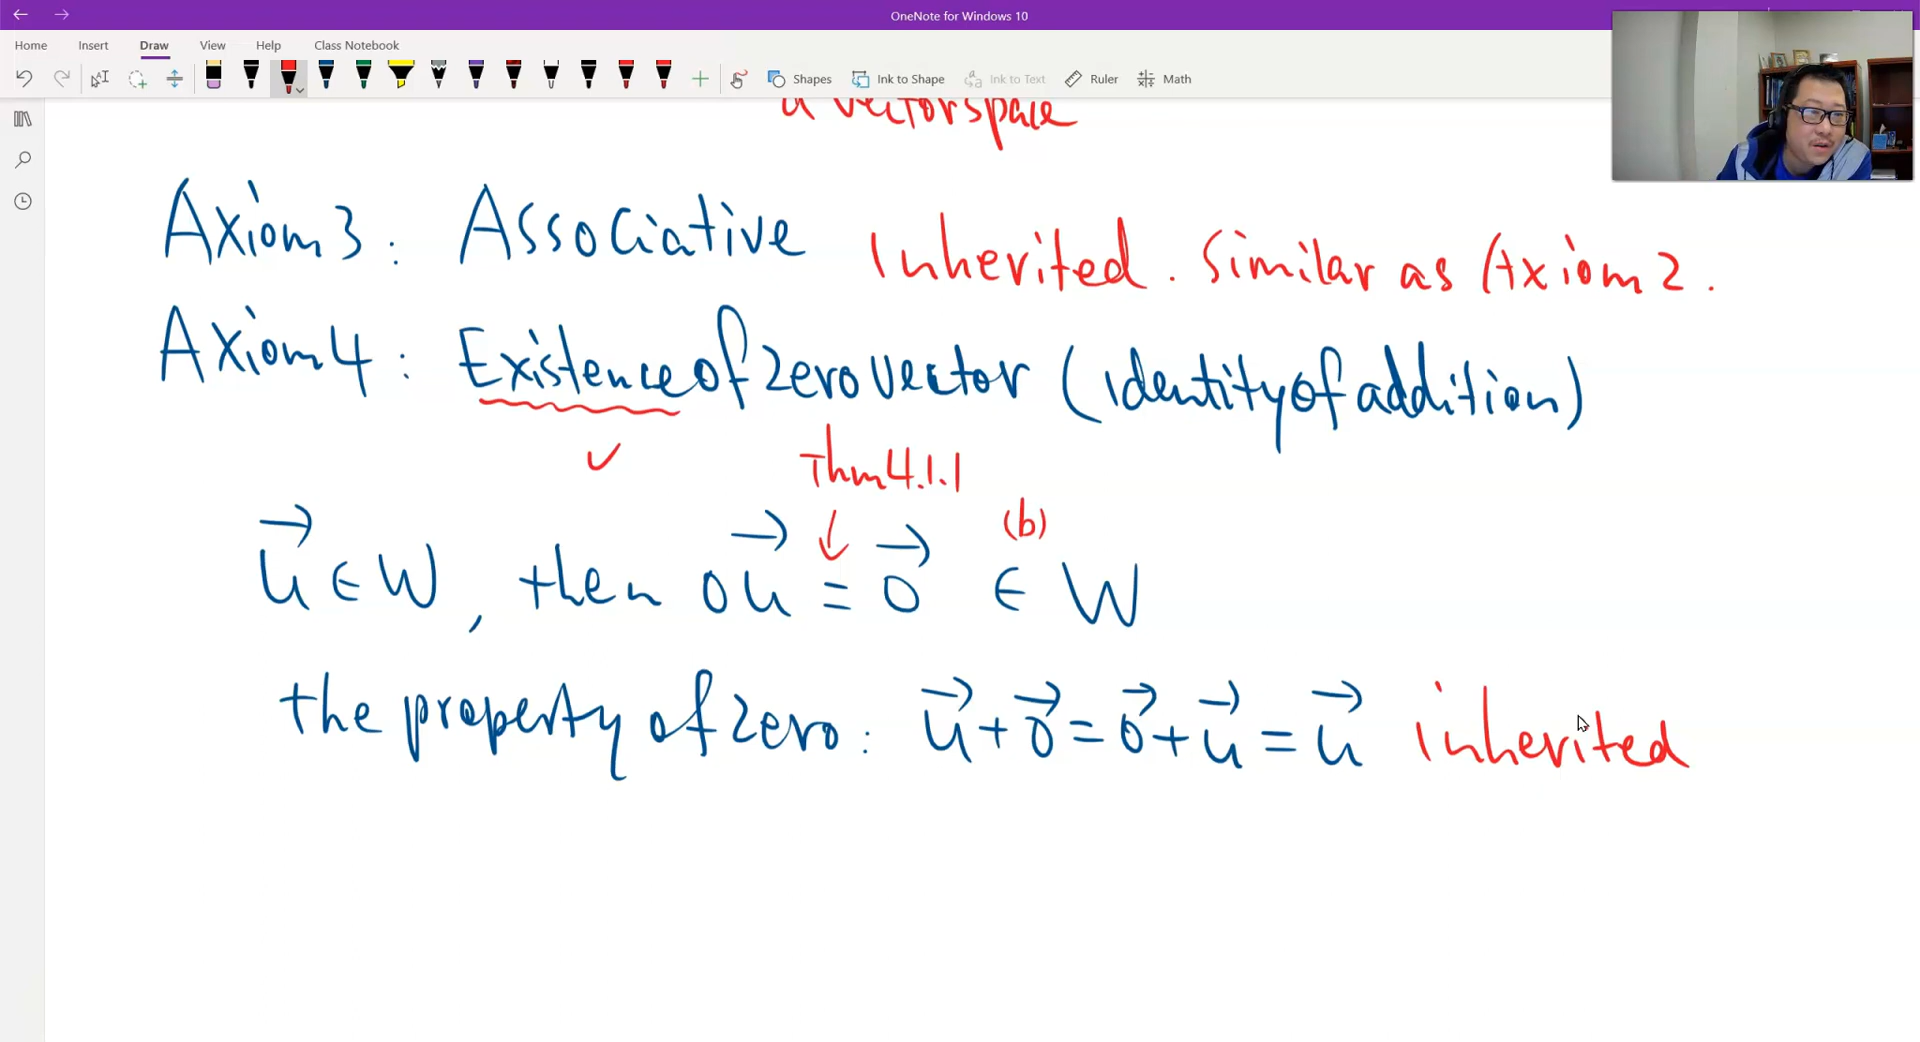 OneNote for Windows 10
Home Insert Draw View Help Class Notebook
Shapes Ink to Shape Ink to Text Ruler Math
a vector space
Axiom 3 : Associative Inherited . Similar as Axiom 2 .
Axiom 4 : Existence of zero vector (identity of addition)
✓ Thm 4.1.1
(b)
u⃗ ∈ W , then 0u⃗ = 0⃗ ∈ W
the property of zero : u⃗ + 0⃗ = 0⃗ + u⃗ = u⃗ inherited